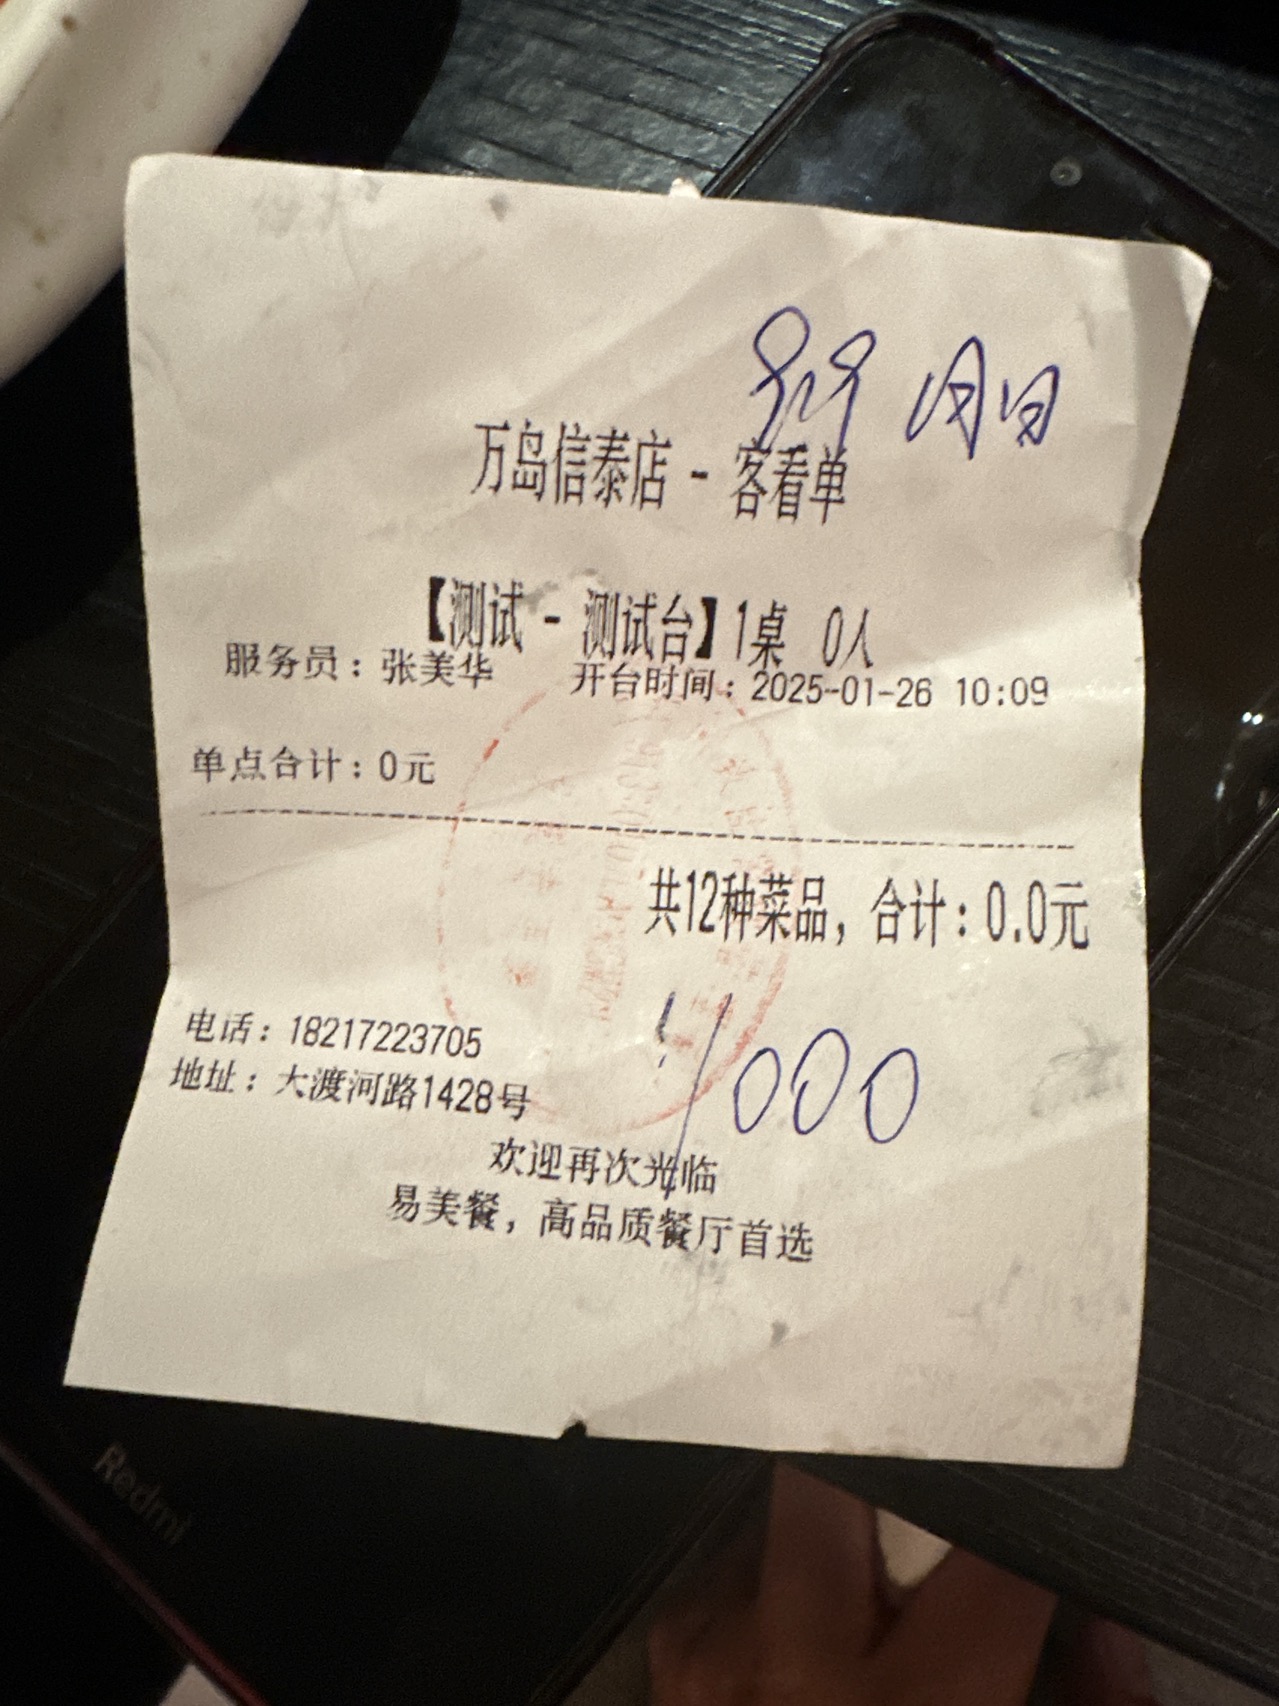 万岛信泰店 - 客看单
【测试 - 测试台】1桌 0人
服务员：张美华 开台时间：2025-01-26 10:09
单点合计：0元
共12种菜品，合计：0.0元
电话：18217223705
地址：大渡河路1428号
1000
欢迎再次光临
易美餐，高品质餐厅首选
Redmi